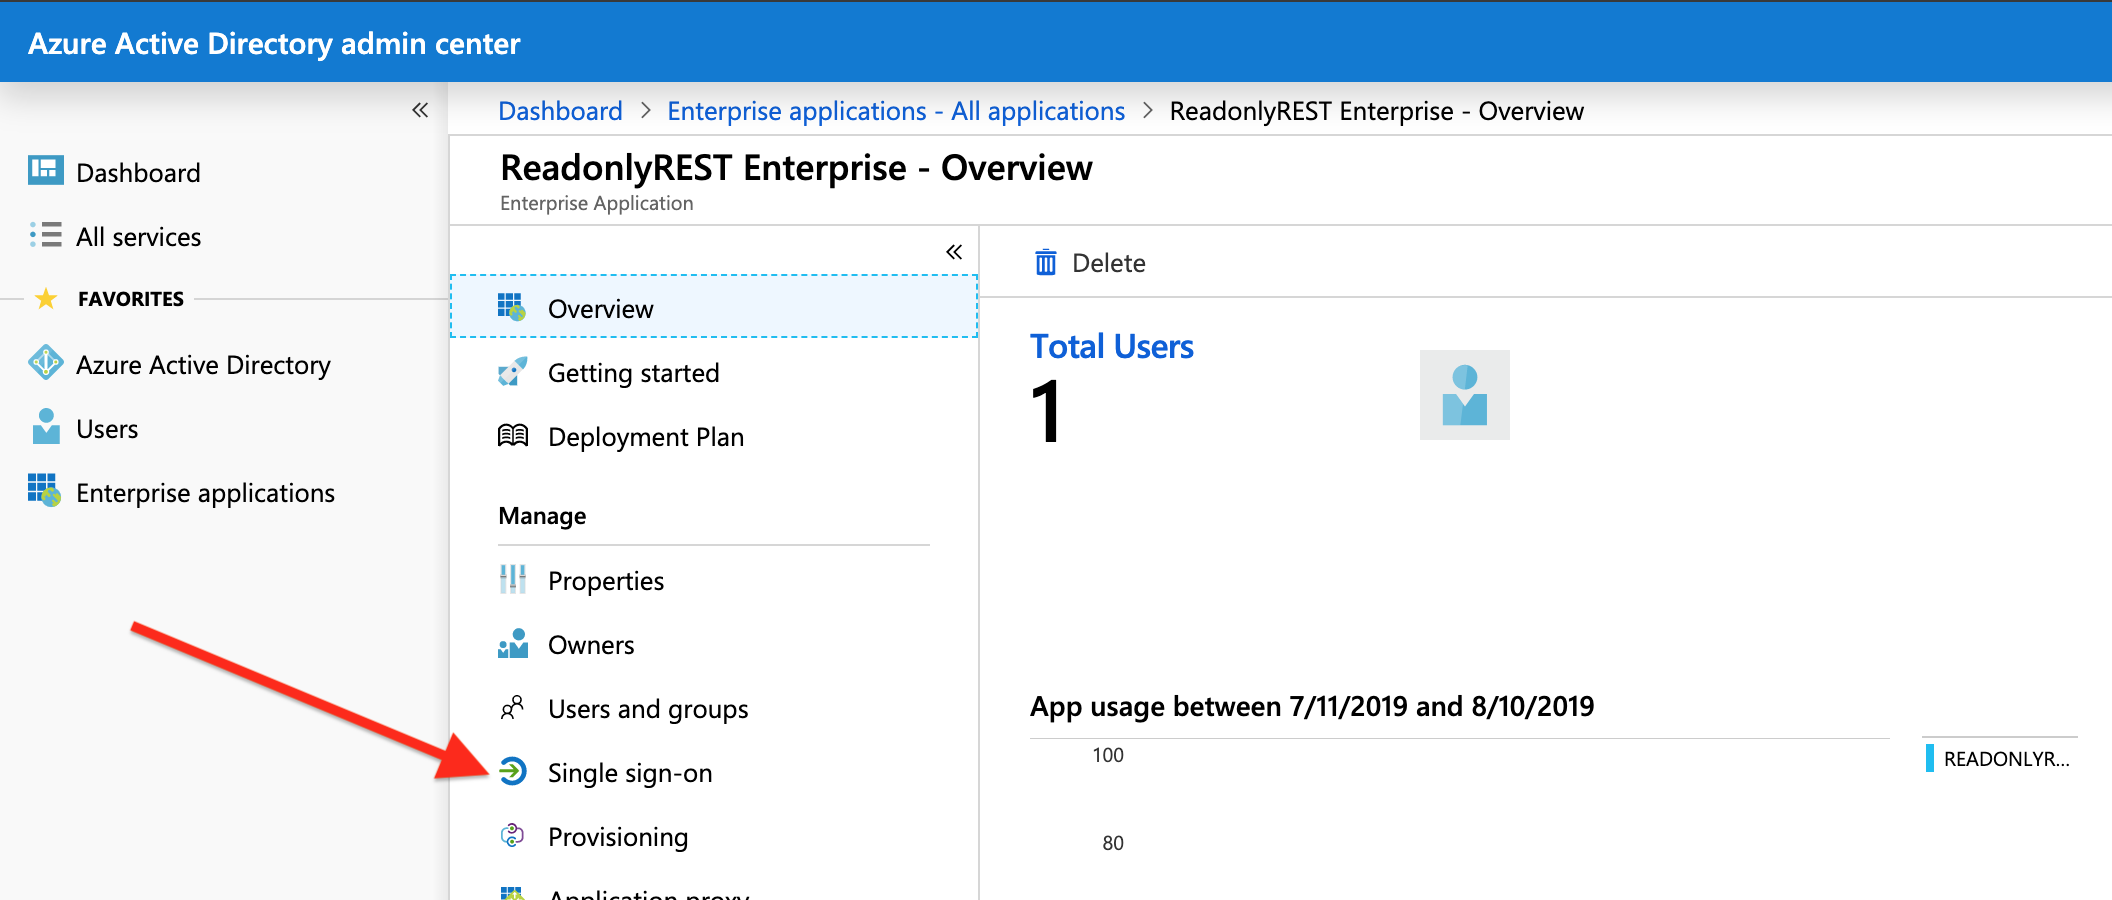 Azure Active Directory admin center
Dashboard > Enterprise applications - All applications > ReadonlyREST Enterprise - Overview
ReadonlyREST Enterprise - Overview
Enterprise Application
Dashboard
All services
FAVORITES
Azure Active Directory
Users
Enterprise applications
Overview
Getting started
Deployment Plan
Manage
Properties
Owners
Users and groups
Single sign-on
Provisioning
Application proxy
Delete
Total Users
1
App usage between 7/11/2019 and 8/10/2019
100
80
READONLYR...